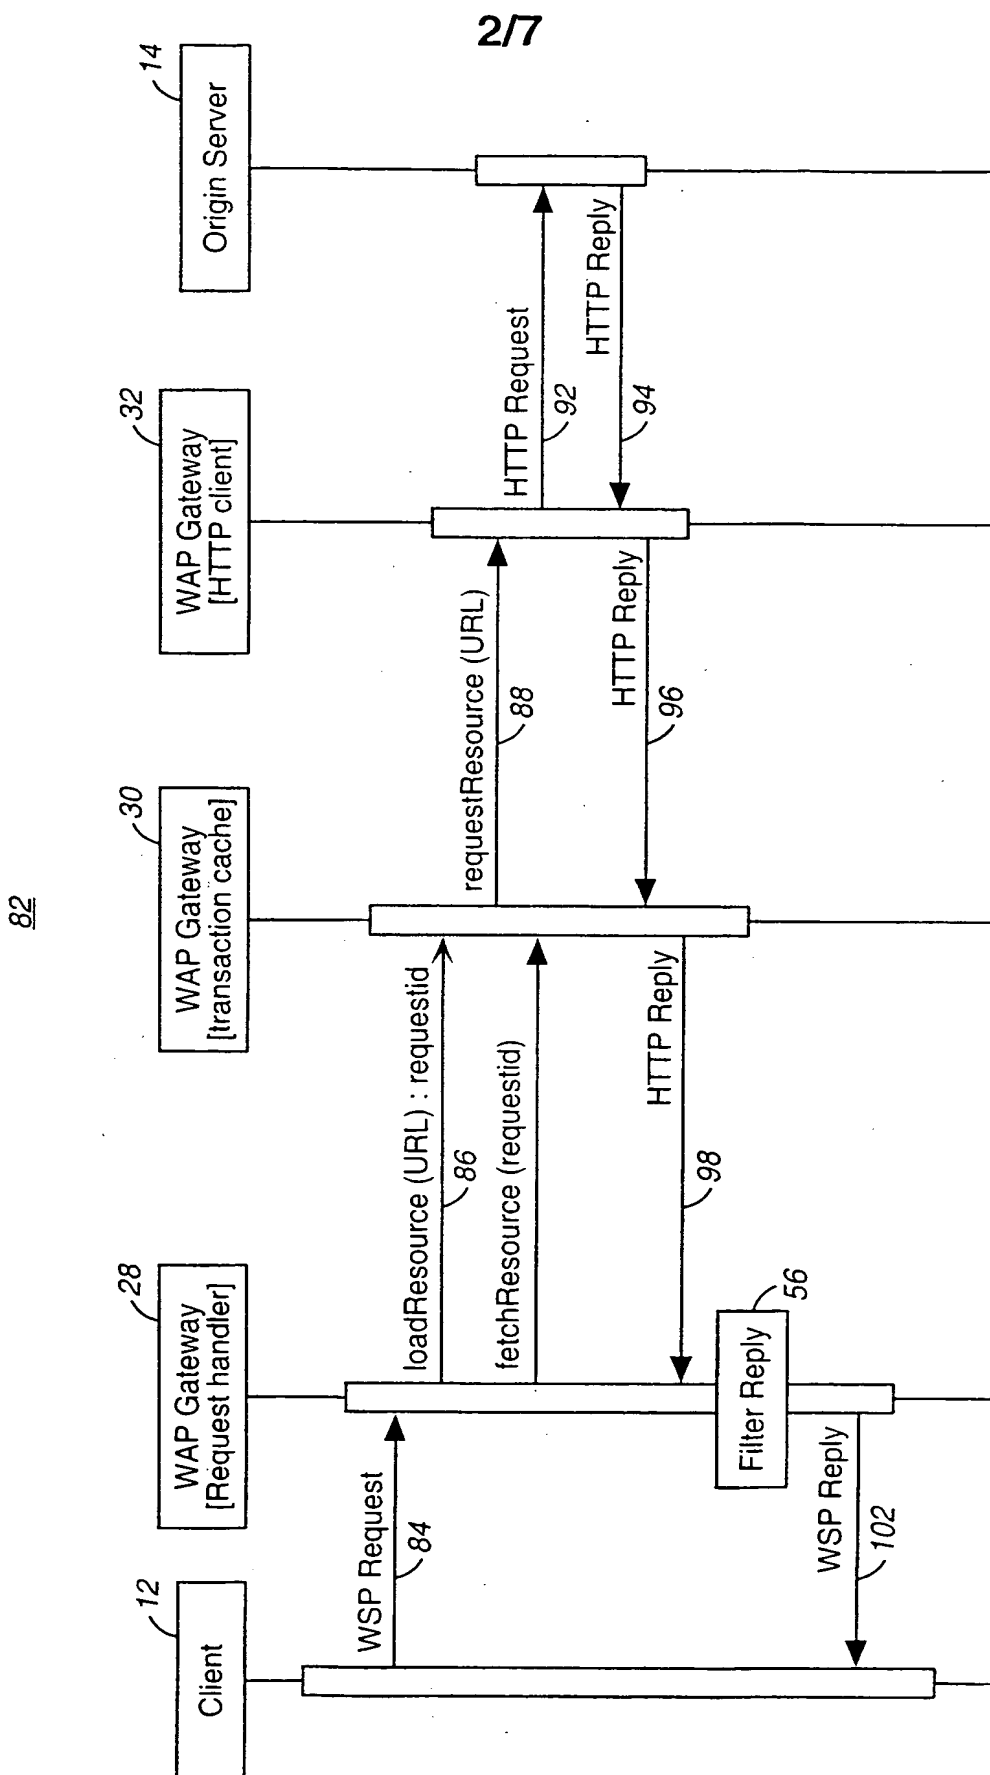 2/7
82
12
Client
28
WAP Gateway
[Request handler]
30
WAP Gateway
[transaction cache]
32
WAP Gateway
[HTTP client]
14
Origin Server
WSP Request
84
loadResource (URL) : requestid
86
requestResource (URL)
88
fetchResource (requestid)
HTTP Request
92
HTTP Reply
94
HTTP Reply
96
HTTP Reply
98
Filter Reply
56
WSP Reply
102